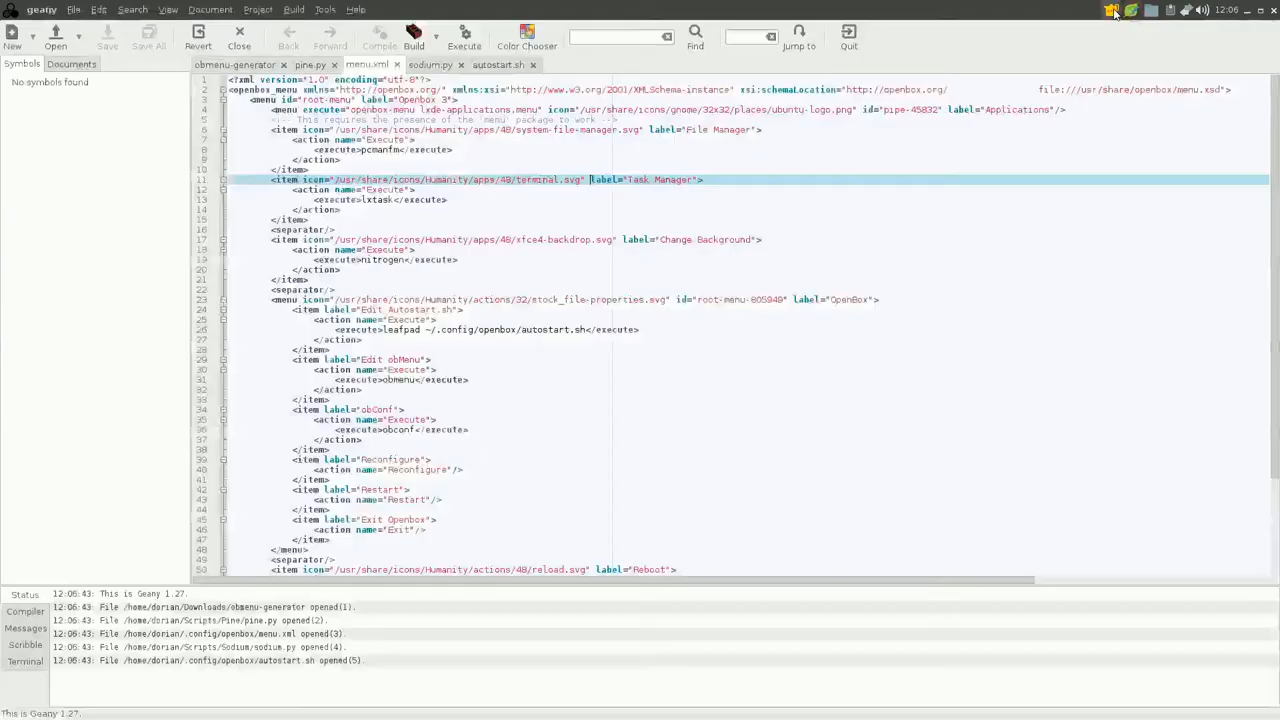 geany File Edit Search View Document Project Build Tools Help 12:06
New Open Save Save All Revert Close Back Forward Compile Build Execute Color Chooser Find Jump to Quit
Symbols Documents obmenu-generator pine.py menu.xml sodium.py autostart.sh
No symbols found
1 <?xml version="1.0" encoding="utf-8"?>
2 <openbox_menu xmlns="http://openbox.org/" xmlns:xsi="http://www.w3.org/2001/XMLSchema-instance" xsi:schemaLocation="http://openbox.org/ file:///usr/share/openbox/menu.xsd">
3 <menu id="root-menu" label="Openbox 3">
4 <menu execute="openbox-menu lxde-applications.menu" icon="/usr/share/icons/gnome/32x32/places/ubuntu-logo.png" id="pipe-45832" label="Applications"/>
5 <!-- This requires the presence of the 'menu' package to work -->
6 <item icon="/usr/share/icons/Humanity/apps/48/system-file-manager.svg" label="File Manager">
7 <action name="Execute">
8 <execute>pcmanfm</execute>
9 </action>
10 </item>
11 <item icon="/usr/share/icons/Humanity/apps/48/terminal.svg" label="Task Manager">
12 <action name="Execute">
13 <execute>lxtask</execute>
14 </action>
15 </item>
16 <separator/>
17 <item icon="/usr/share/icons/Humanity/apps/48/xfce4-backdrop.svg" label="Change Background">
18 <action name="Execute">
19 <execute>nitrogen</execute>
20 </action>
21 </item>
22 <separator/>
23 <menu icon="/usr/share/icons/Humanity/actions/32/stock_file-properties.svg" id="root-menu-805949" label="OpenBox">
24 <item label="Edit Autostart.sh">
25 <action name="Execute">
26 <execute>leafpad ~/.config/openbox/autostart.sh</execute>
27 </action>
28 </item>
29 <item label="Edit obMenu">
30 <action name="Execute">
31 <execute>obmenu</execute>
32 </action>
33 </item>
34 <item label="obConf">
35 <action name="Execute">
36 <execute>obconf</execute>
37 </action>
38 </item>
39 <item label="Reconfigure">
40 <action name="Reconfigure"/>
41 </item>
42 <item label="Restart">
43 <action name="Restart"/>
44 </item>
45 <item label="Exit Openbox">
46 <action name="Exit"/>
47 </item>
48 </menu>
49 <separator/>
50 <item icon="/usr/share/icons/Humanity/actions/48/reload.svg" label="Reboot">
Status 12:06:43: This is Geany 1.27.
12:06:43: File /home/dorian/Downloads/obmenu-generator opened(1).
Compiler 12:06:43: File /home/dorian/Scripts/Pine/pine.py opened(2).
Messages 12:06:43: File /home/dorian/.config/openbox/menu.xml opened(3).
Scribble 12:06:43: File /home/dorian/Scripts/Sodium/sodium.py opened(4).
Terminal 12:06:43: File /home/dorian/.config/openbox/autostart.sh opened(5).
This is Geany 1.27.